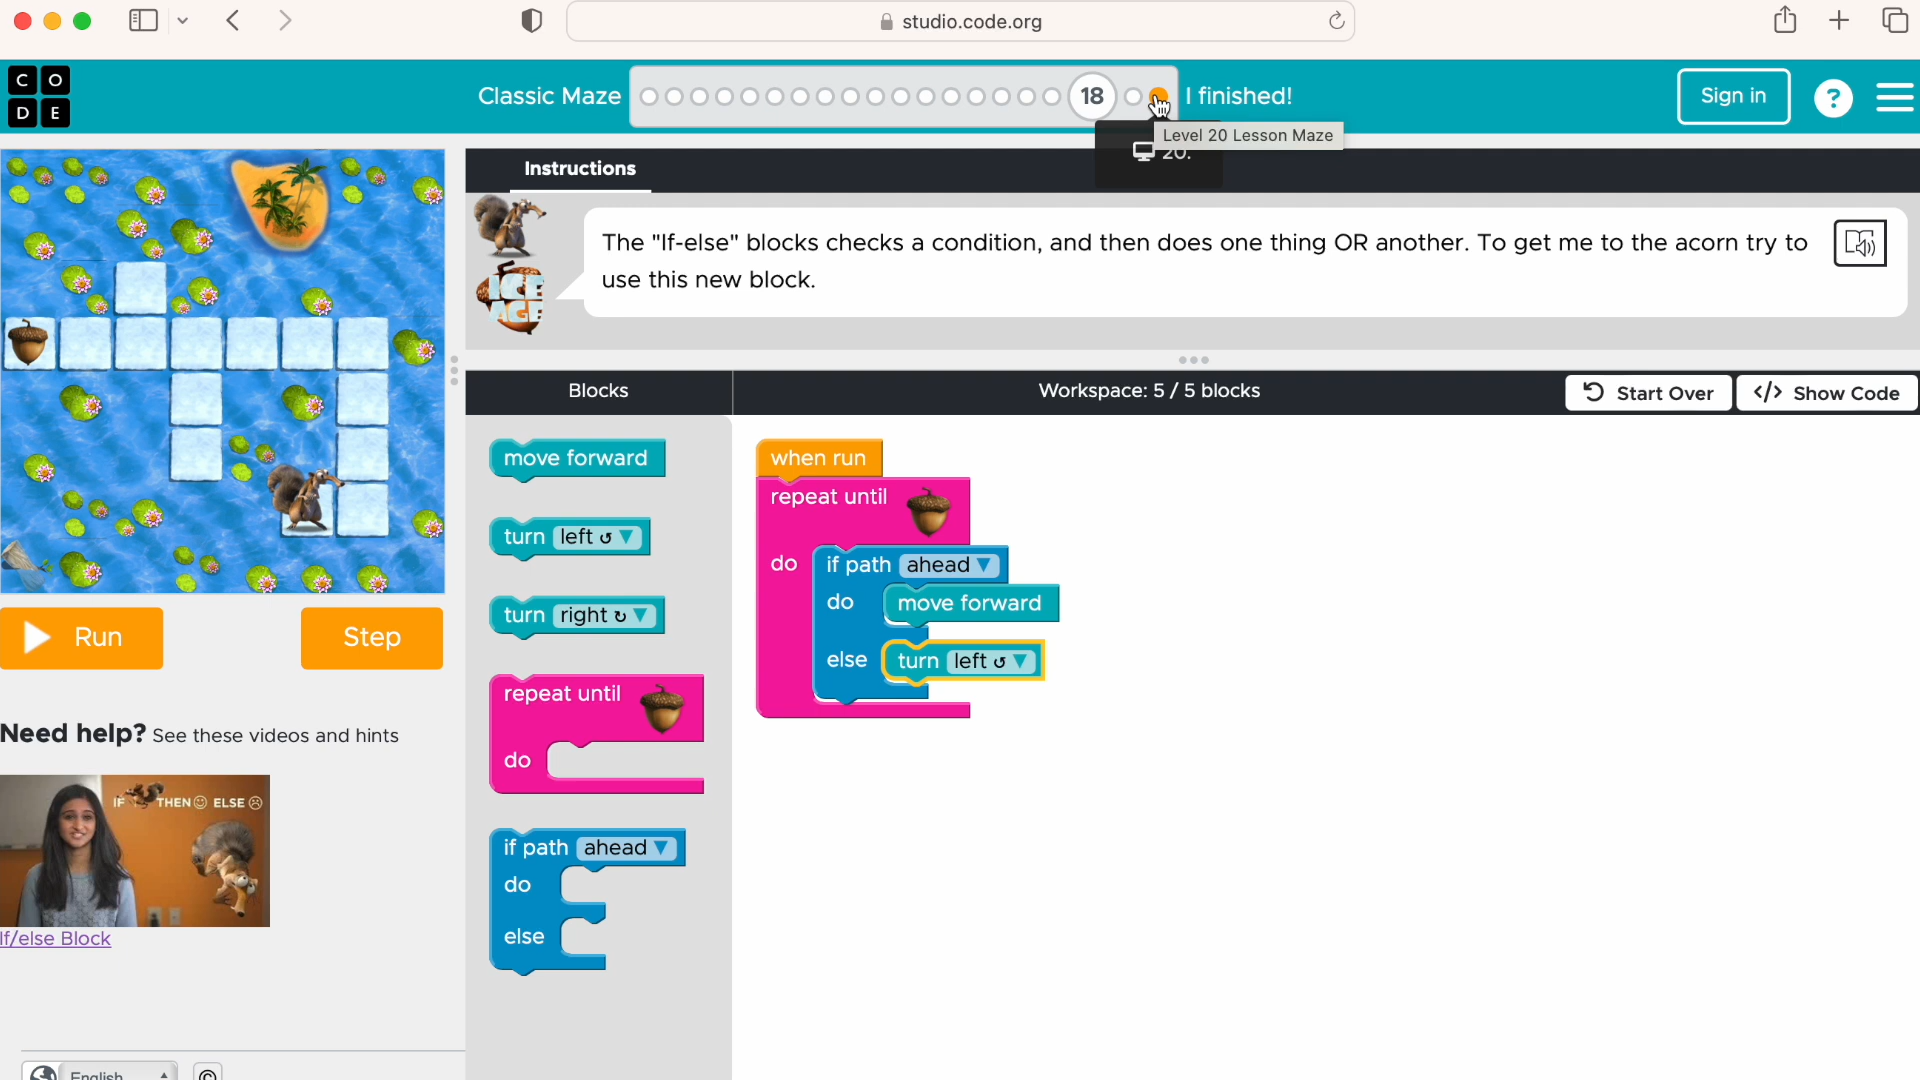 studio.code.org
C O
D E
Classic Maze
18
I finished!
Sign in
?
Level 20 Lesson Maze
20.
Instructions
The "If-else" blocks checks a condition, and then does one thing OR another. To get me to the acorn try to
use this new block.
ICE
AGE
Blocks
Workspace: 5 / 5 blocks
Start Over
</> Show Code
move forward
turn left ↺ ▼
turn right ↻ ▼
repeat until
do
if path ahead ▼
do
else
when run
repeat until
do
if path ahead ▼
do
move forward
else
turn left ↺ ▼
Run
Step
Need help? See these videos and hints
IF THEN ☺ ELSE ☹
If/else Block
English
©